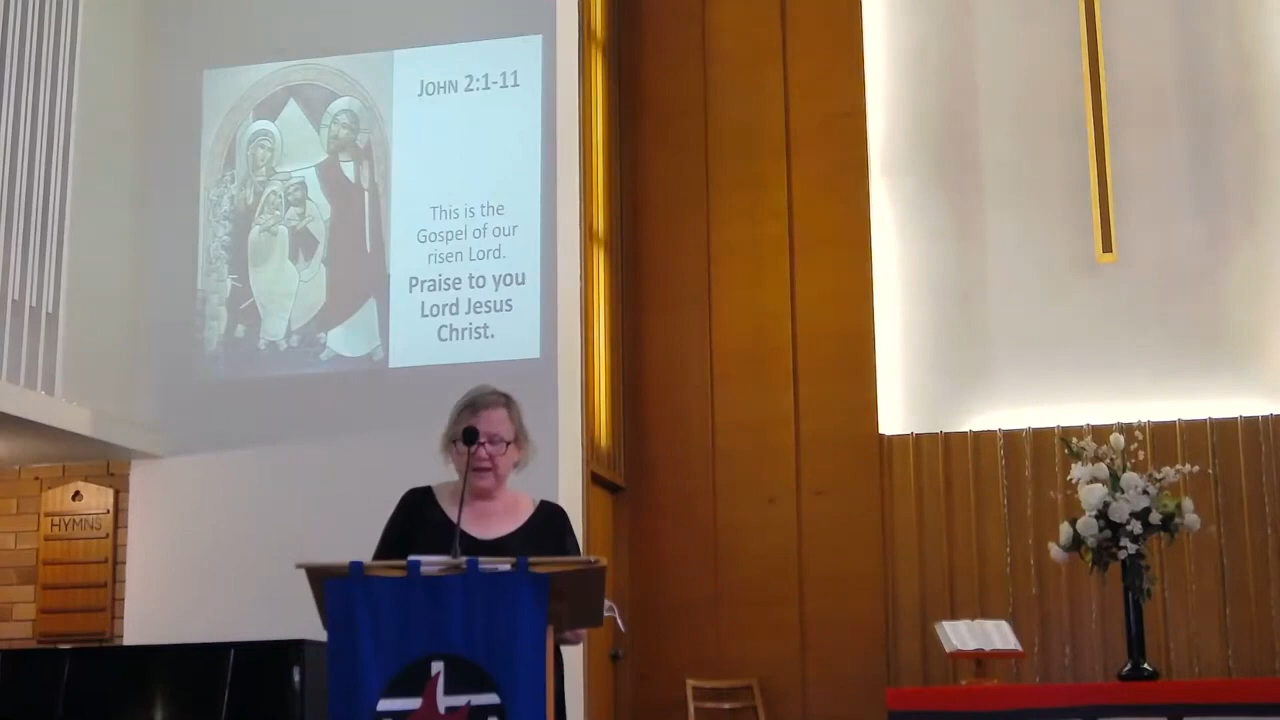 JOHN 2:1-11
This is the
Gospel of our
risen Lord.
Praise to you
Lord Jesus
Christ.
HYMNS